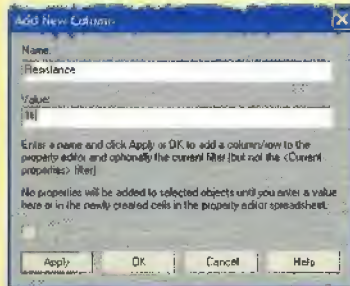 Add New Column
Name:
Resistance
Value:
1k
Enter a name and click Apply or OK to add a column/row to the
property editor and optionally the current filter (but not the <Current
properties> filter)
No properties will be added to selected objects until you enter a value
here or in the newly created cells in the property editor spreadsheet.
Apply OK Cancel Help